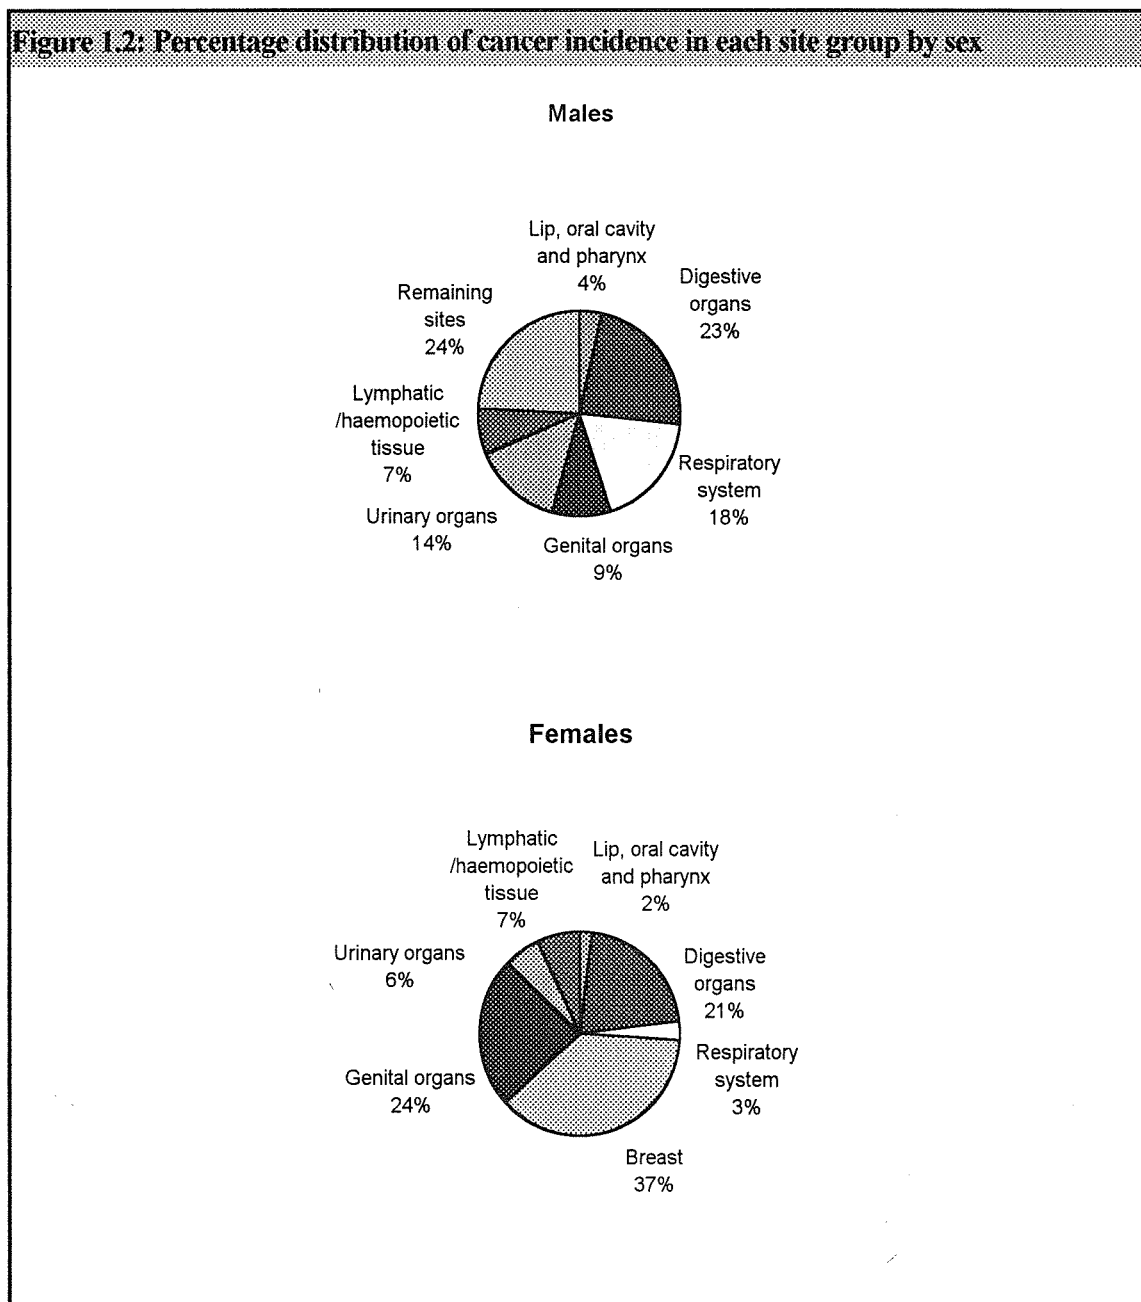 Figure 1.2: Percentage distribution of cancer incidence in each site group by sex
Males
Lip, oral cavity
and pharynx
4%
Digestive
organs
23%
Respiratory
system
18%
Genital organs
9%
Urinary organs
14%
Lymphatic
/haemopoietic
tissue
7%
Remaining
sites
24%
Females
Lip, oral cavity
and pharynx
2%
Digestive
organs
21%
Respiratory
system
3%
Breast
37%
Genital organs
24%
Urinary organs
6%
Lymphatic
/haemopoietic
tissue
7%